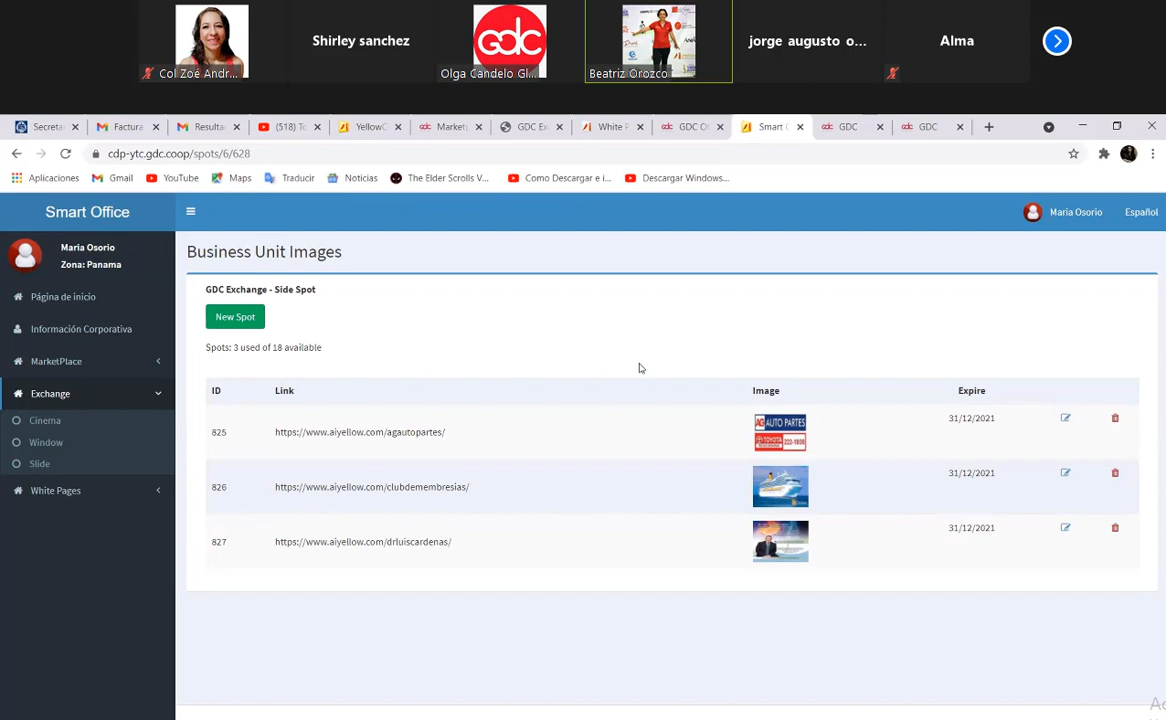 Col Zoé Andr...
Shirley sanchez
gdc
Olga Candelo Gl...
Beatriz Orozco
jorge augusto o...
Alma
Secreta
Factura
Resulta
(518) To
YellowC
Marketp
GDC Ex
White P
GDC O
Smart
GDC
GDC
cdp-ytc.gdc.coop/spots/6/628
Aplicaciones
Gmail
YouTube
Maps
Traducir
Noticias
The Elder Scrolls V...
Como Descargar e i...
Descargar Windows...
Smart Office
Maria Osorio
Español
Maria Osorio
Zona: Panama
Página de inicio
Información Corporativa
MarketPlace
Exchange
Cinema
Window
Slide
White Pages
Business Unit Images
GDC Exchange - Side Spot
New Spot
Spots: 3 used of 18 available
ID Link Image Expire
825 https://www.aiyellow.com/agautopartes/ 31/12/2021
AUTO PARTES
TOYOTA
826 https://www.aiyellow.com/clubdemembresias/ 31/12/2021
827 https://www.aiyellow.com/drluiscardenas/ 31/12/2021